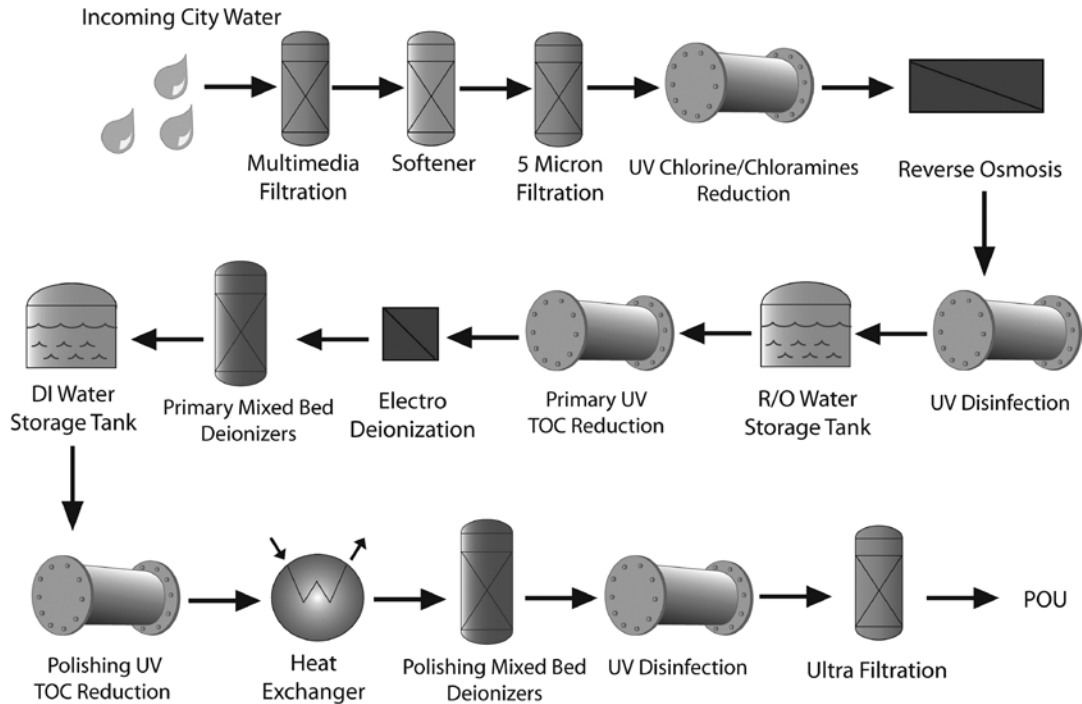 Incoming City Water
Multimedia
Filtration
Softener
5 Micron
Filtration
UV Chlorine/Chloramines
Reduction
Reverse Osmosis
DI Water
Storage Tank
Primary Mixed Bed
Deionizers
Electro
Deionization
Primary UV
TOC Reduction
R/O Water
Storage Tank
UV Disinfection
Polishing UV
TOC Reduction
Heat
Exchanger
Polishing Mixed Bed
Deionizers
UV Disinfection
Ultra Filtration
POU